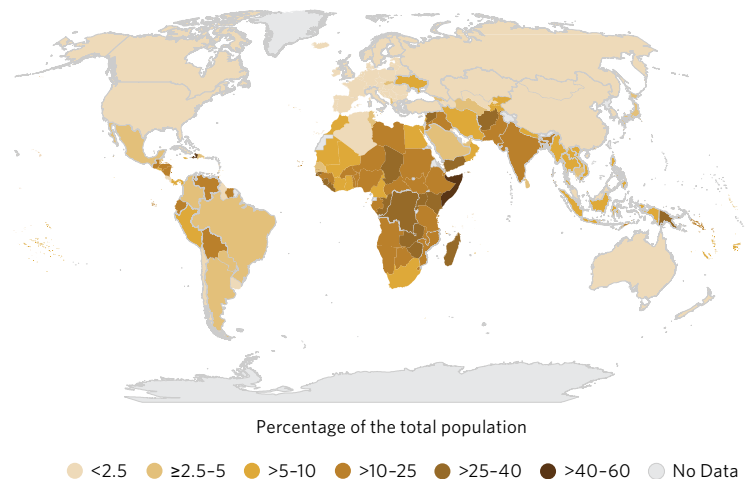 Percentage of the total population
<2.5 ≥2.5–5 >5–10 >10–25 >25–40 >40–60 No Data